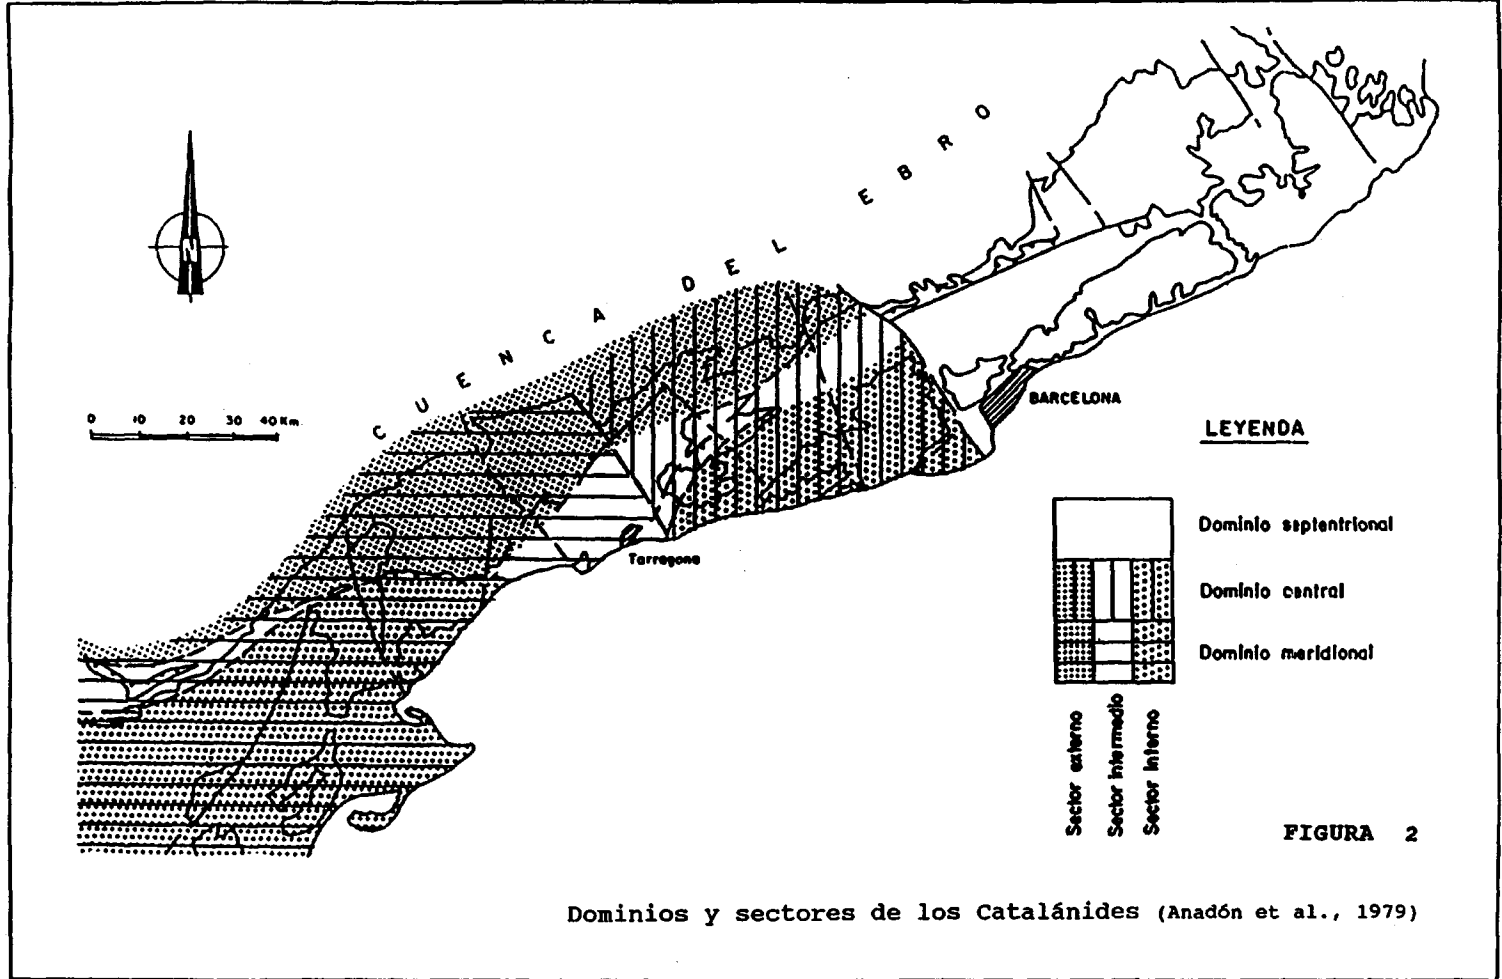 CUENCA DEL EBRO
0 10 20 30 40 Km.
BARCELONA
Tarragona
LEYENDA
Dominio septentrional
Dominio central
Dominio meridional
Sector externo
Sector intermedio
Sector interno
FIGURA 2
Dominios y sectores de los Catalánides (Anadón et al., 1979)